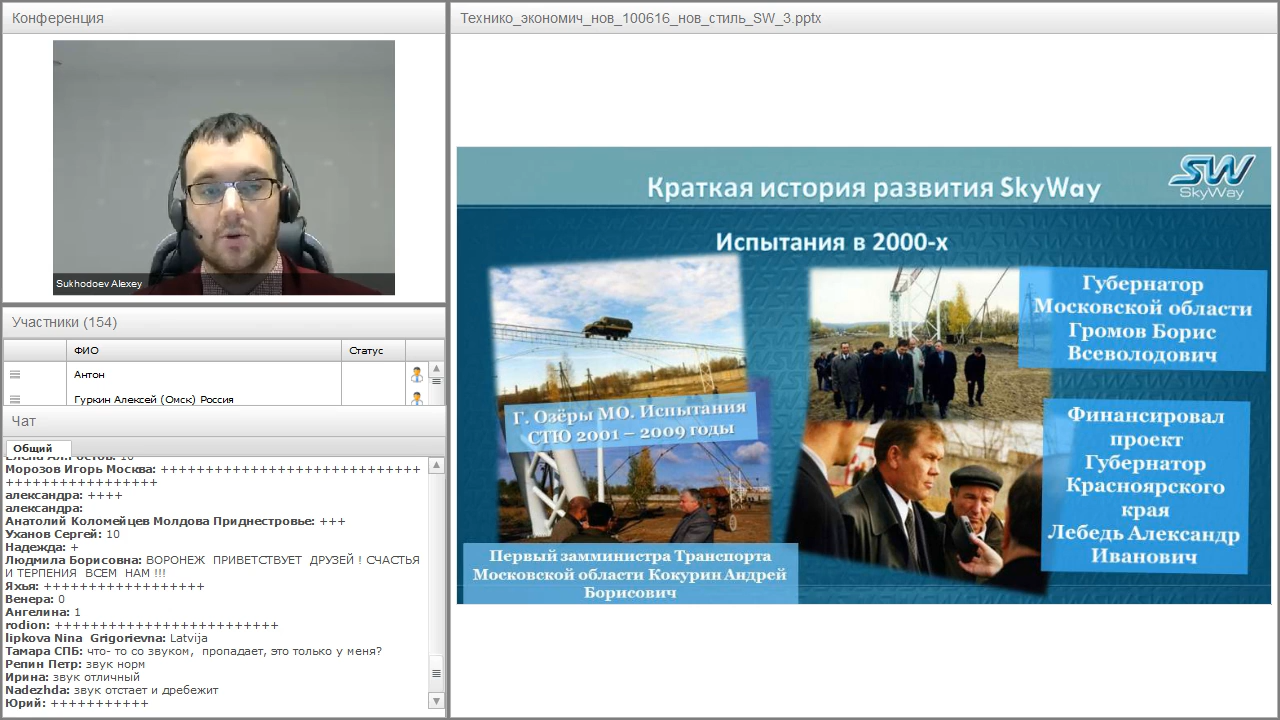 Конференция
Sukhodoev Alexey
Участники (154)
ФИО
Статус
Антон
Гуркин Алексей (Омск) Россия
Чат
Общий
Морозов Игорь Москва: +++++++++++++++++++++++++++++
+++++++++++++++++
александра: ++++
александра:
Анатолий Коломейцев Молдова Приднестровье: +++
Уханов Сергей: 10
Надежда: +
Людмила Борисовна: ВОРОНЕЖ ПРИВЕТСТВУЕТ ДРУЗЕЙ ! СЧАСТЬЯ
И ТЕРПЕНИЯ ВСЕМ НАМ !!!
Яхья: ++++++++++++++++++
Венера: 0
Ангелина: 1
rodion: +++++++++++++++++++++++++
lipkova Nina Grigorievna: Latvija
Тамара СПБ: что- то со звуком, пропадает, это только у меня?
Репин Петр: звук норм
Ирина: звук отличный
Nadezhda: звук отстает и дребежит
Юрий: +++++++++++
Технико_экономич_нов_100616_нов_стиль_SW_3.pptx
SW
SkyWay
Краткая история развития SkyWay
Испытания в 2000-х
Г. Озёры МО. Испытания
СТЮ 2001 – 2009 годы
Первый замминистра Транспорта
Московской области Кокурин Андрей
Борисович
Губернатор
Московской области
Громов Борис
Всеволодович
Финансировал
проект
Губернатор
Красноярского
края
Лебедь Александр
Иванович